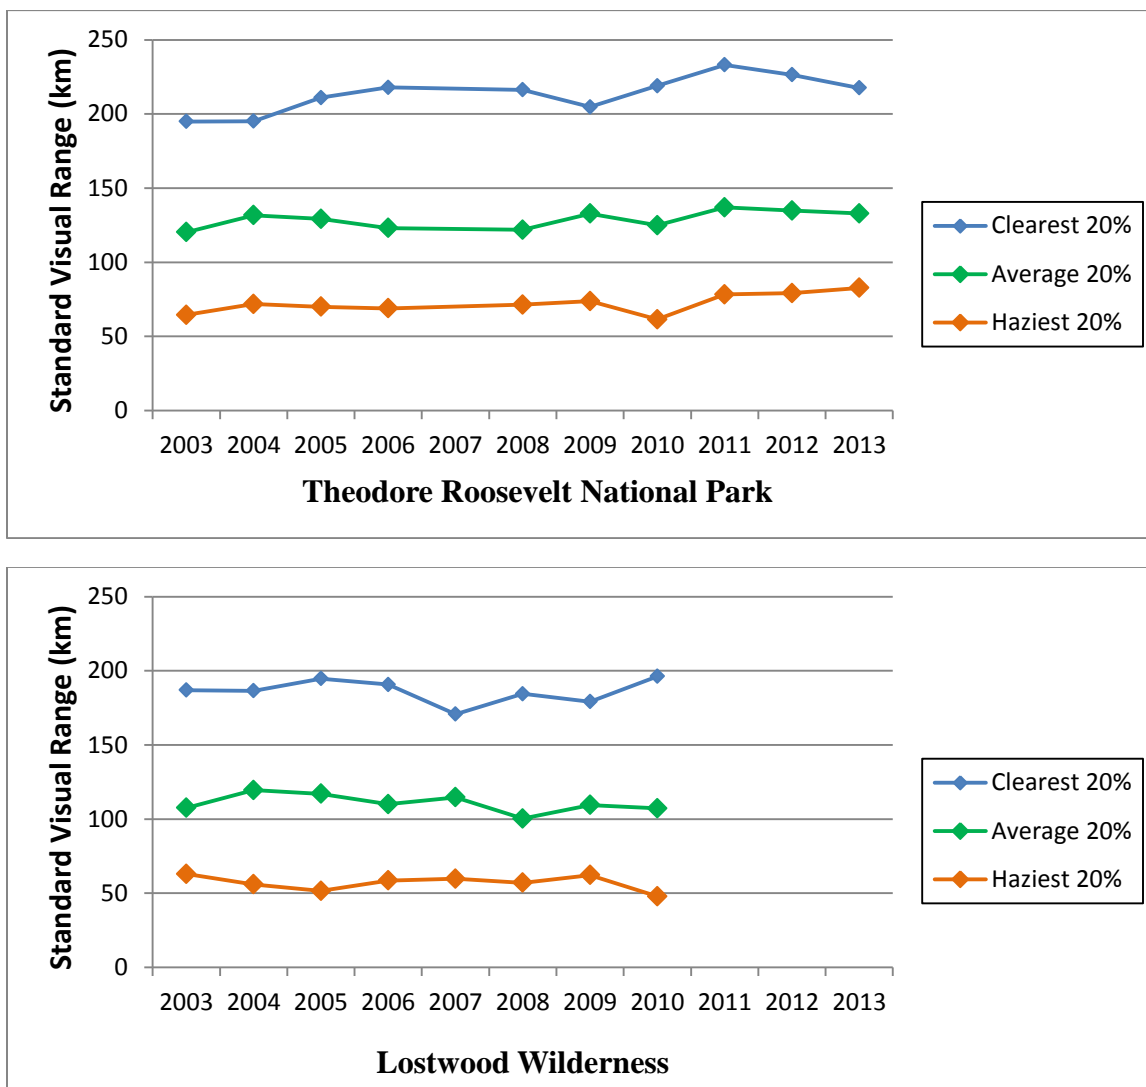 Standard Visual Range (km)
250
200
150
100
50
0
2003 2004 2005 2006 2007 2008 2009 2010 2011 2012 2013
Theodore Roosevelt National Park
Clearest 20%
Average 20%
Haziest 20%
Standard Visual Range (km)
250
200
150
100
50
0
2003 2004 2005 2006 2007 2008 2009 2010 2011 2012 2013
Lostwood Wilderness
Clearest 20%
Average 20%
Haziest 20%